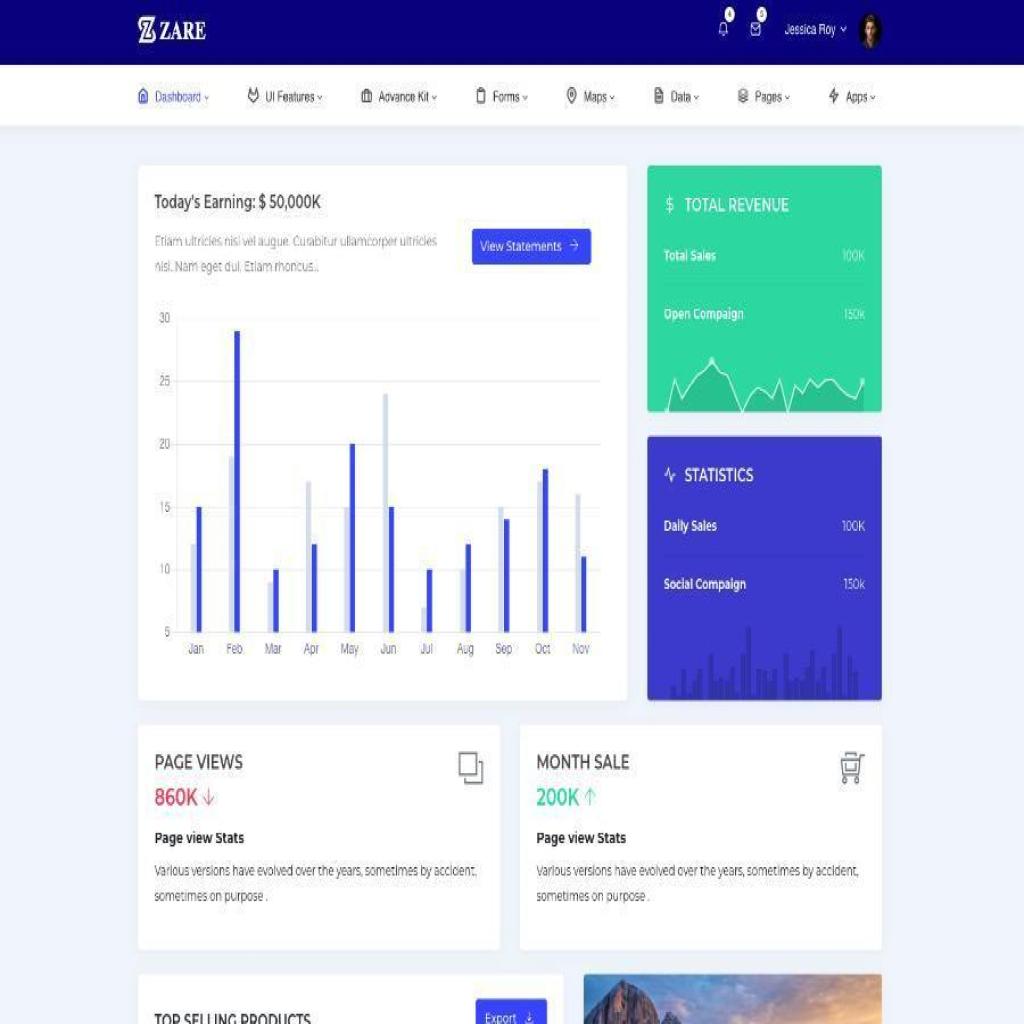 ZARE
Jessica Roy
Dashboard
UI Features
Advance Kit
Forms
Maps
Data
Pages
Apps
Today's Earning: $ 50,000K
Etiam ultricies nisi vel augue. Curabitur ullamcorper ultricies
nisi. Nam eget dui. Etiam rhoncus..
View Statements
30
25
20
15
10
5
Jan Feb Mar Apr May Jun Jul Aug Sep Oct Nov
$ TOTAL REVENUE
Total Sales 100K
Open Compaign 150k
STATISTICS
Daily Sales 100K
Social Compaign 150k
PAGE VIEWS
860K
Page view Stats
Various versions have evolved over the years, sometimes by accident,
sometimes on purpose .
MONTH SALE
200K
Page view Stats
Various versions have evolved over the years, sometimes by accident,
sometimes on purpose .
TOP SELLING PRODUCTS
Export